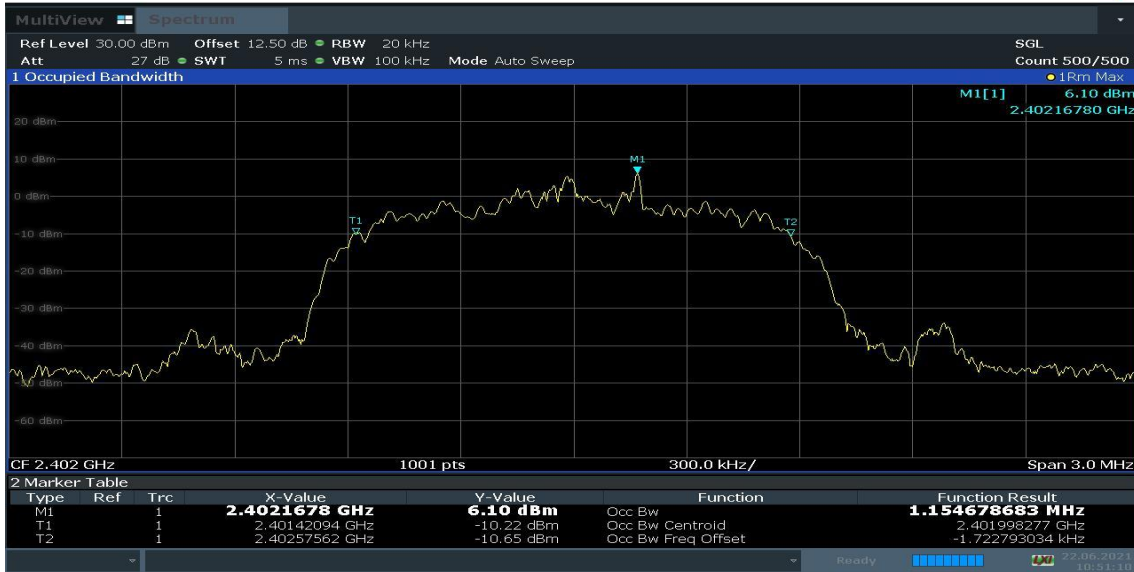 MultiView Spectrum
Ref Level 30.00 dBm Offset 12.50 dB RBW 20 kHz SGL
Att 27 dB SWT 5 ms VBW 100 kHz Mode Auto Sweep Count 500/500
1 Occupied Bandwidth 1Rm Max
M1[1] 6.10 dBm
2.40216780 GHz
20 dBm
10 dBm
M1
0 dBm
T1
T2
-10 dBm
-20 dBm
-30 dBm
-40 dBm
-50 dBm
-60 dBm
CF 2.402 GHz 1001 pts 300.0 kHz/ Span 3.0 MHz
2 Marker Table
Type Ref Trc X-Value Y-Value Function Function Result
M1 1 2.4021678 GHz 6.10 dBm Occ Bw 1.154678683 MHz
T1 1 2.40142094 GHz -10.22 dBm Occ Bw Centroid 2.401998277 GHz
T2 1 2.40257562 GHz -10.65 dBm Occ Bw Freq Offset -1.722793034 kHz
Ready 22.06.2021
10:51:10